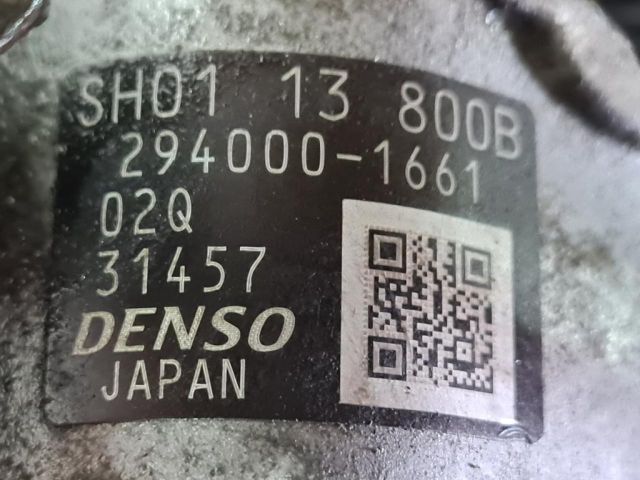 SH01 13 800B
294000-1661
02Q
31457
DENSO
JAPAN